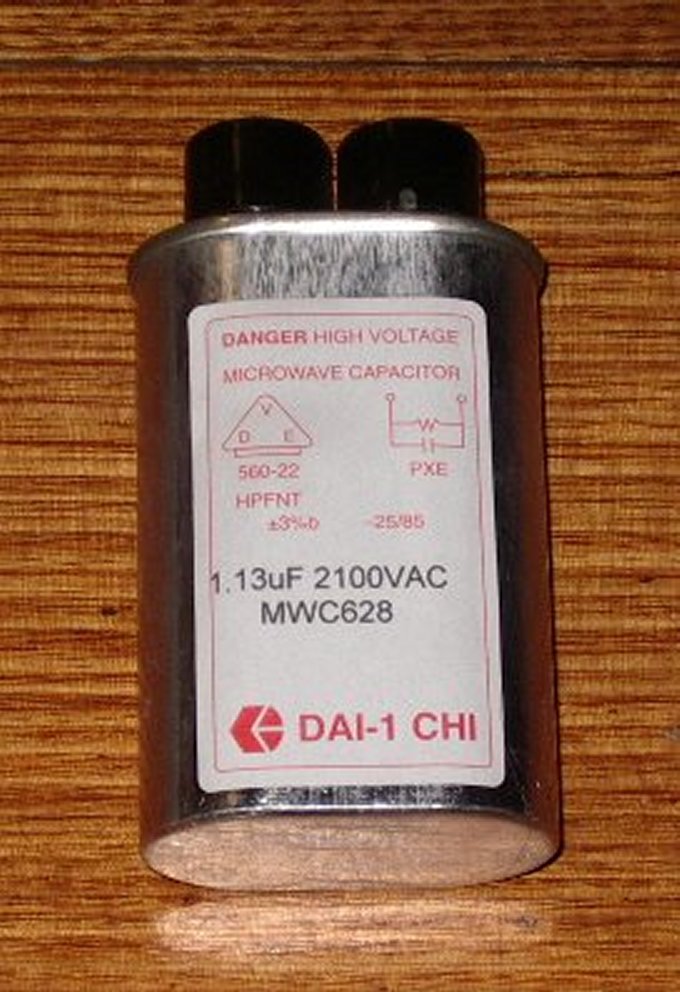 DANGER HIGH VOLTAGE
MICROWAVE CAPACITOR
V
D E
560-22
PXE
HPFNT
±3%b -25/85
1.13uF 2100VAC
MWC628
DAI-1 CHI